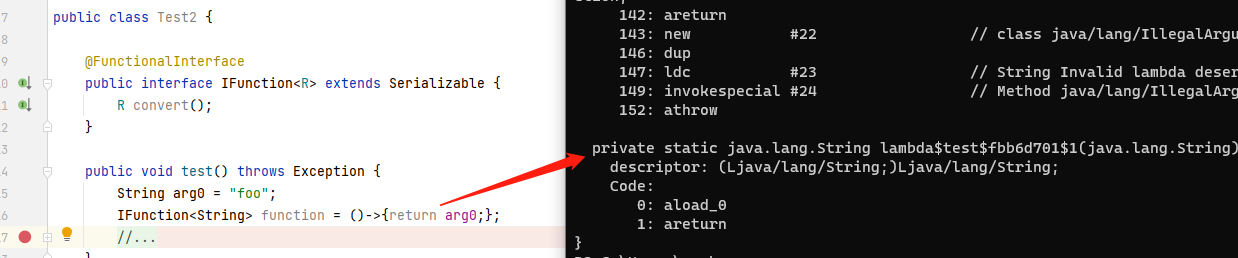 7 public class Test2 {
8
@FunctionalInterface
10 public interface IFunction<R> extends Serializable {
11 R convert();
12 }
13
14 public void test() throws Exception {
15 String arg0 = "foo";
16 IFunction<String> function = ()->{return arg0;};
17 //...
142: areturn
143: new #22 // class java/lang/IllegalArgu
146: dup
147: ldc #23 // String Invalid lambda deser
149: invokespecial #24 // Method java/lang/IllegalArg
152: athrow
private static java.lang.String lambda$test$fbb6d701$1(java.lang.String)
descriptor: (Ljava/lang/String;)Ljava/lang/String;
Code:
0: aload_0
1: areturn
}